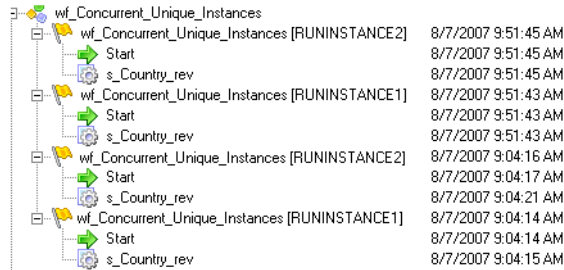 wf_Concurrent_Unique_Instances
wf_Concurrent_Unique_Instances [RUNINSTANCE2] 8/7/2007 9:51:45 AM
Start 8/7/2007 9:51:45 AM
s_Country_rev 8/7/2007 9:51:45 AM
wf_Concurrent_Unique_Instances [RUNINSTANCE1] 8/7/2007 9:51:43 AM
Start 8/7/2007 9:51:43 AM
s_Country_rev 8/7/2007 9:51:43 AM
wf_Concurrent_Unique_Instances [RUNINSTANCE2] 8/7/2007 9:04:16 AM
Start 8/7/2007 9:04:17 AM
s_Country_rev 8/7/2007 9:04:21 AM
wf_Concurrent_Unique_Instances [RUNINSTANCE1] 8/7/2007 9:04:14 AM
Start 8/7/2007 9:04:14 AM
s_Country_rev 8/7/2007 9:04:15 AM